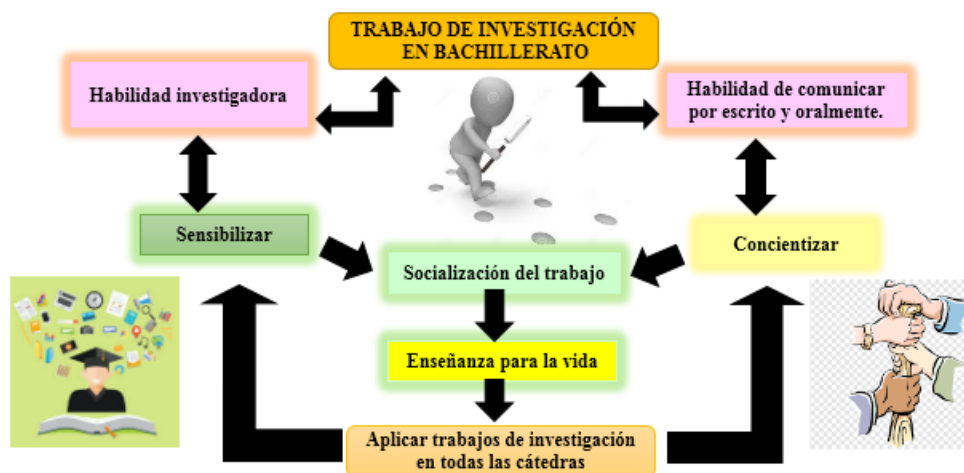 TRABAJO DE INVESTIGACIÓN
EN BACHILLERATO
Habilidad investigadora
Habilidad de comunicar
por escrito y oralmente.
Sensibilizar
Concientizar
Socialización del trabajo
Enseñanza para la vida
Aplicar trabajos de investigación
en todas las cátedras